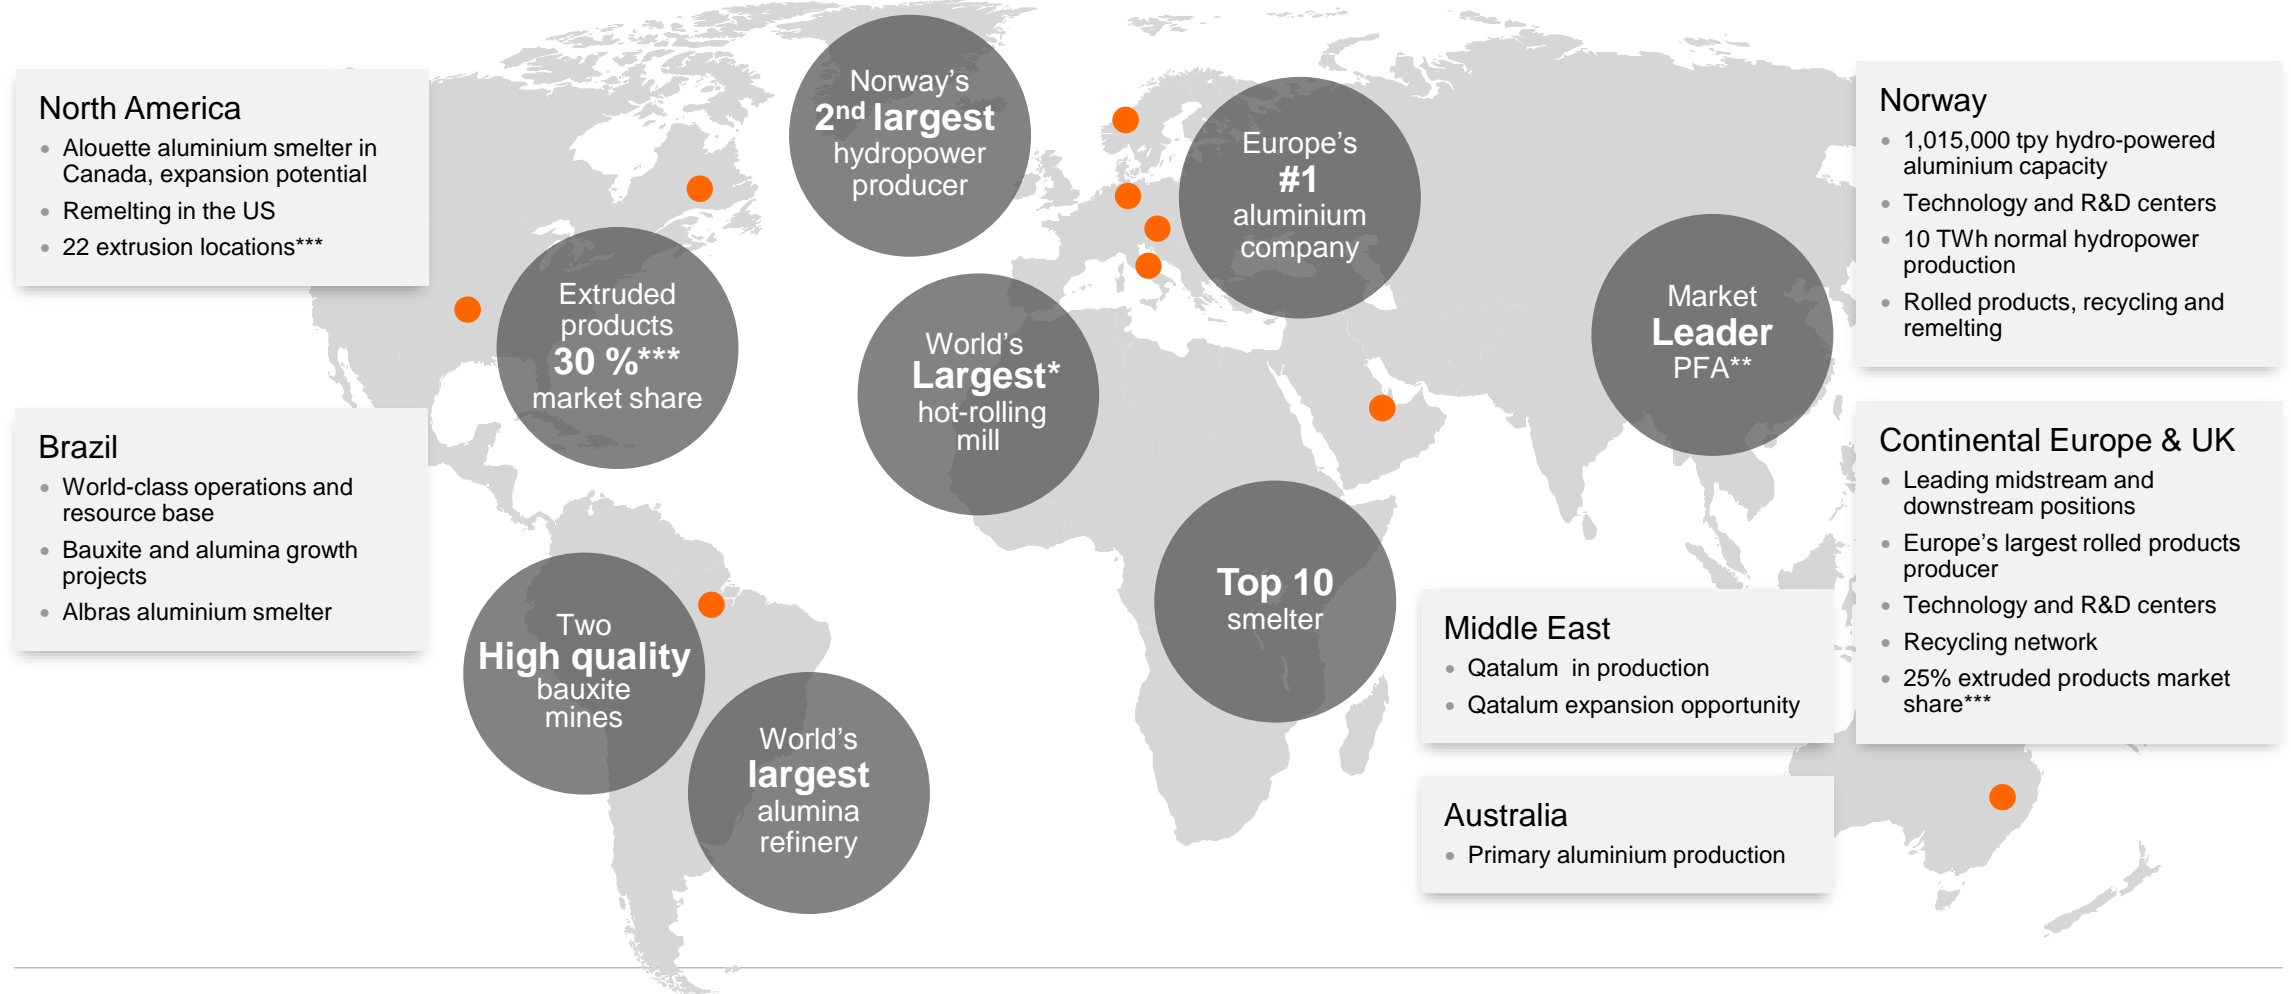 North America
• Alouette aluminium smelter in
Canada, expansion potential
• Remelting in the US
• 22 extrusion locations***
Brazil
• World-class operations and
resource base
• Bauxite and alumina growth
projects
• Albras aluminium smelter
Norway's
2nd largest
hydropower
producer
Extruded
products
30 %***
market share
Two
High quality
bauxite
mines
World's
largest
alumina
refinery
World's
Largest*
hot-rolling
mill
Europe's
#1
aluminium
company
Top 10
smelter
Market
Leader
PFA**
Middle East
• Qatalum in production
• Qatalum expansion opportunity
Australia
• Primary aluminium production
Norway
• 1,015,000 tpy hydro-powered
aluminium capacity
• Technology and R&D centers
• 10 TWh normal hydropower
production
• Rolled products, recycling and
remelting
Continental Europe & UK
• Leading midstream and
downstream positions
• Europe's largest rolled products
producer
• Technology and R&D centers
• Recycling network
• 25% extruded products market
share***